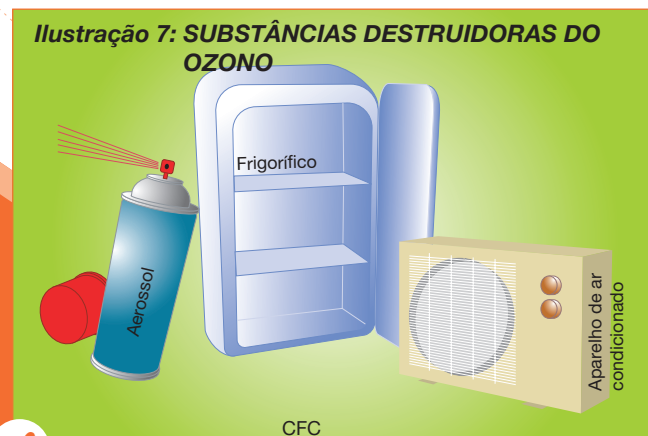 Ilustração 7: SUBSTÂNCIAS DESTRUIDORAS DO
OZONO
Frigorífico
Aerossol
Aparelho de ar
condicionado
CFC